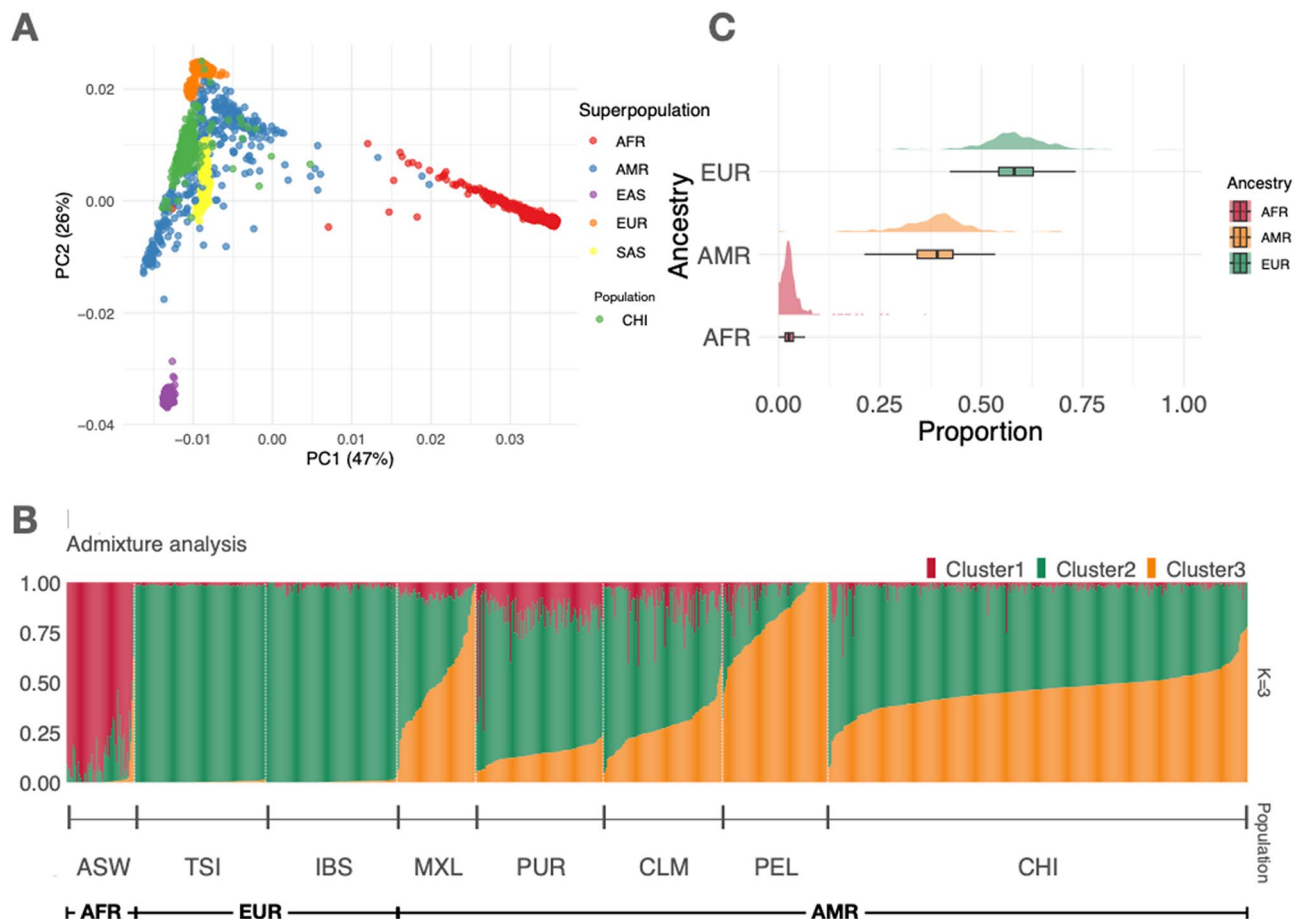 A
0.02
0.00
−0.02
−0.04
PC2 (26%)
−0.01
0.00
0.01
0.02
0.03
PC1 (47%)
Superpopulation
AFR
AMR
EAS
EUR
SAS
Population
CHI
C
Ancestry
EUR
AMR
AFR
0.00
0.25
0.50
0.75
1.00
Proportion
Ancestry
AFR
AMR
EUR
B
Admixture analysis
Cluster1
Cluster2
Cluster3
1.00
0.75
0.50
0.25
0.00
K=3
Population
ASW
TSI
IBS
MXL
PUR
CLM
PEL
CHI
AFR
EUR
AMR